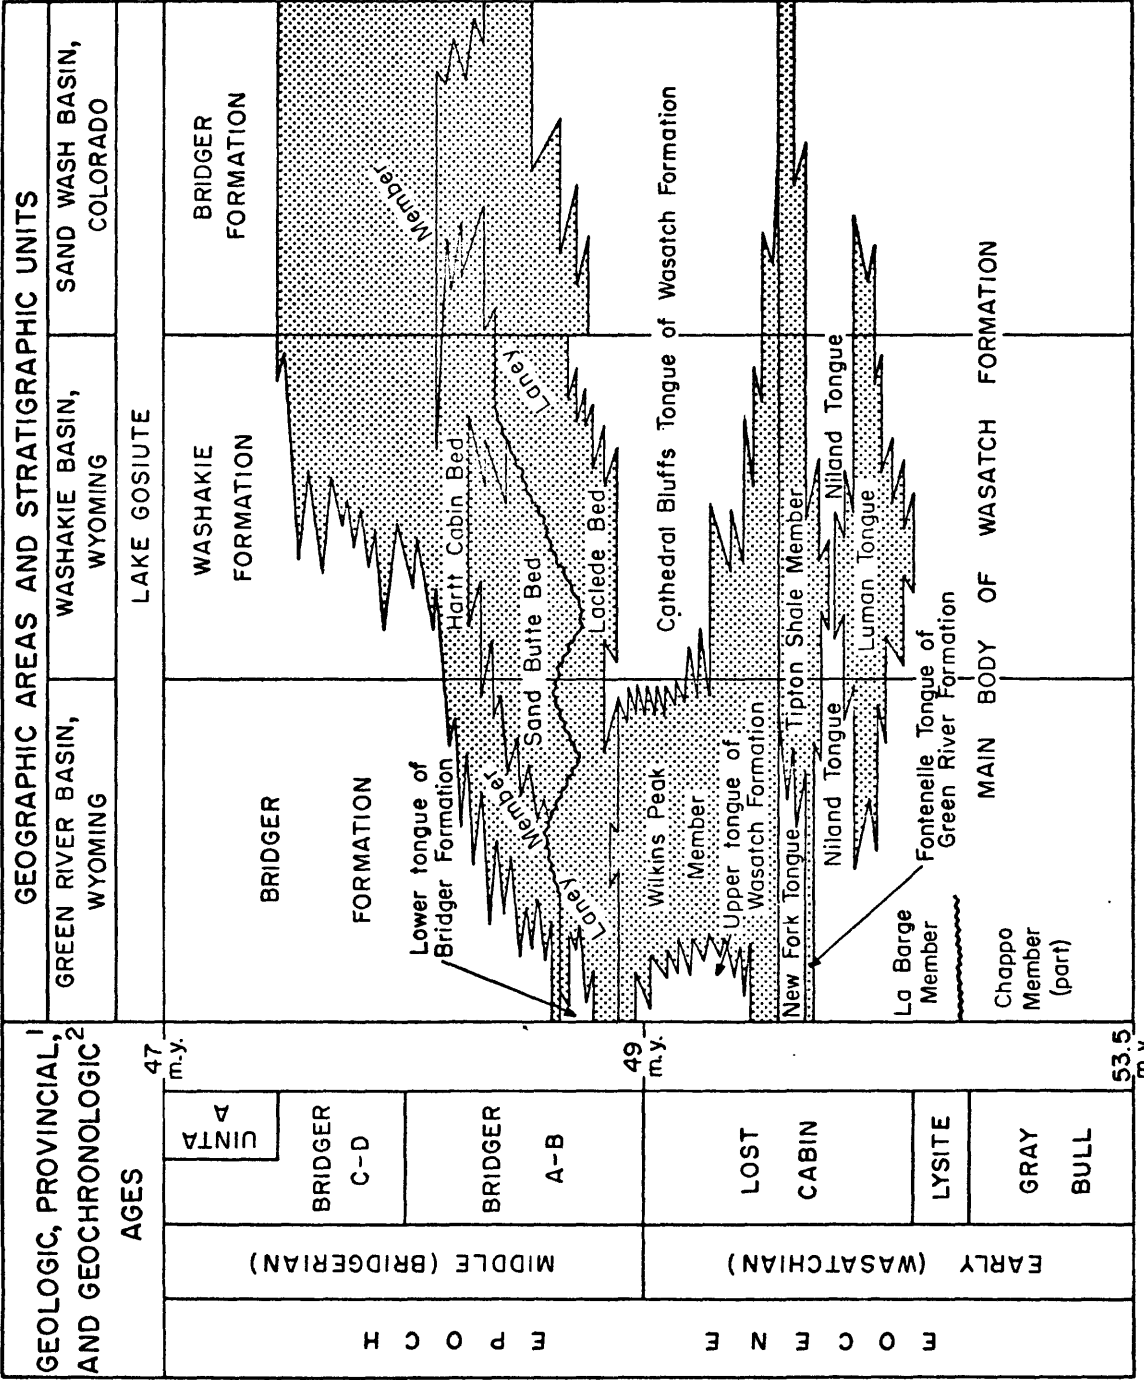 GEOLOGIC, PROVINCIAL,1
AND GEOCHRONOLOGIC2
AGES
GEOGRAPHIC AREAS AND STRATIGRAPHIC UNITS
GREEN RIVER BASIN,
WYOMING
WASHAKIE BASIN,
WYOMING
SAND WASH BASIN,
COLORADO
LAKE GOSIUTE
EOCENE EPOCH
MIDDLE (BRIDGERIAN)
EARLY (WASATCHIAN)
UINTA
A
BRIDGER
C-D
BRIDGER
A-B
LOST
CABIN
LYSITE
GRAY
BULL
47
m.y.
49
m.y.
53.5
m.y.
BRIDGER
FORMATION
WASHAKIE
FORMATION
BRIDGER
FORMATION
Lower tongue of
Bridger Formation
Laney
Member
Hartt Cabin Bed
Sand Butte Bed
Laclede Bed
Laney
Member
Wilkins Peak
Member
Upper tongue of
Wasatch Formation
Cathedral Bluffs Tongue of Wasatch Formation
New Fork Tongue
Tipton Shale Member
Niland Tongue
Niland Tongue
Luman Tongue
Fontenelle Tongue of
Green River Formation
La Barge
Member
Chappo
Member
(part)
MAIN BODY OF WASATCH FORMATION